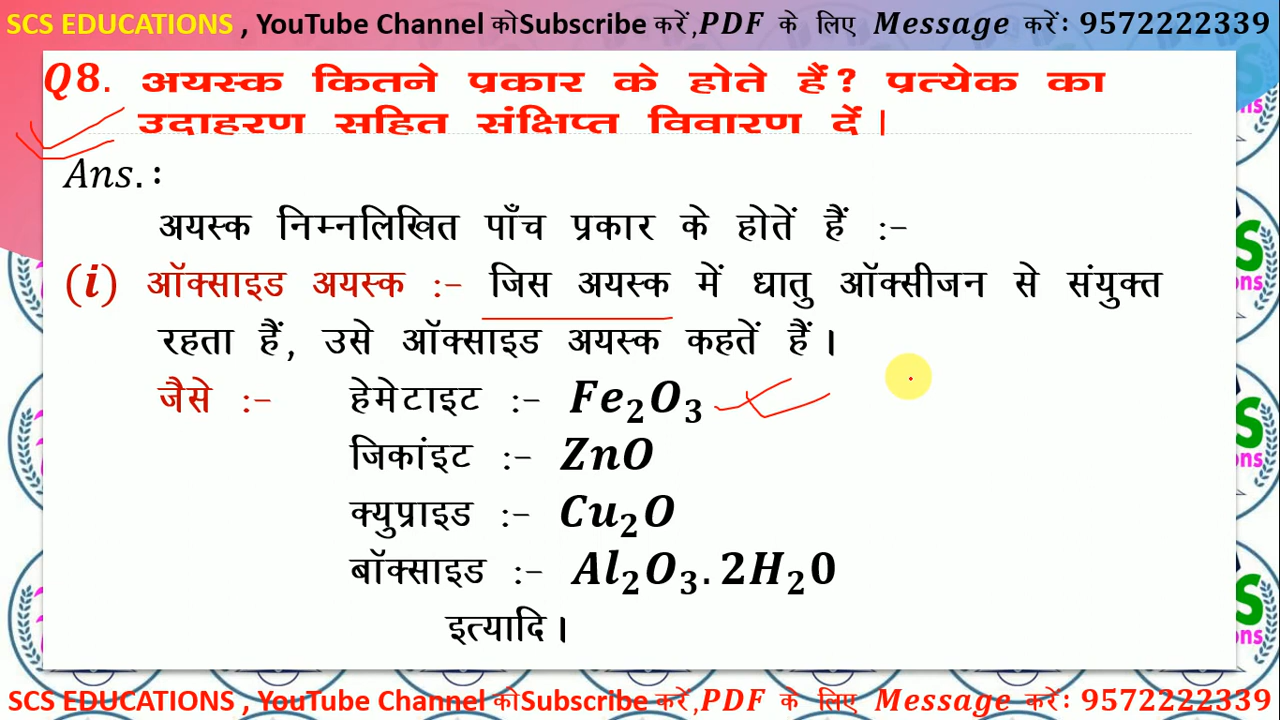 SCS EDUCATIONS , YouTube Channel कोSubscribe करें,PDF के लिए Message करें: 9572222339
Q8. अयस्क कितने प्रकार के होते हैं? प्रत्येक का
उदाहरण सहित संक्षिप्त विवारण दें।
Ans.:
अयस्क निम्नलिखित पाँच प्रकार के होतें हैं :-
(i) ऑक्साइड अयस्क :- जिस अयस्क में धातु ऑक्सीजन से संयुक्त
रहता हैं, उसे ऑक्साइड अयस्क कहतें हैं।
जैसे :- हेमेटाइट :- Fe₂O₃
जिकांइट :- ZnO
क्युप्राइड :- Cu₂O
बॉक्साइड :- Al₂O₃.2H₂0
इत्यादि।
SCS EDUCATIONS , YouTube Channel कोSubscribe करें,PDF के लिए Message करें: 9572222339